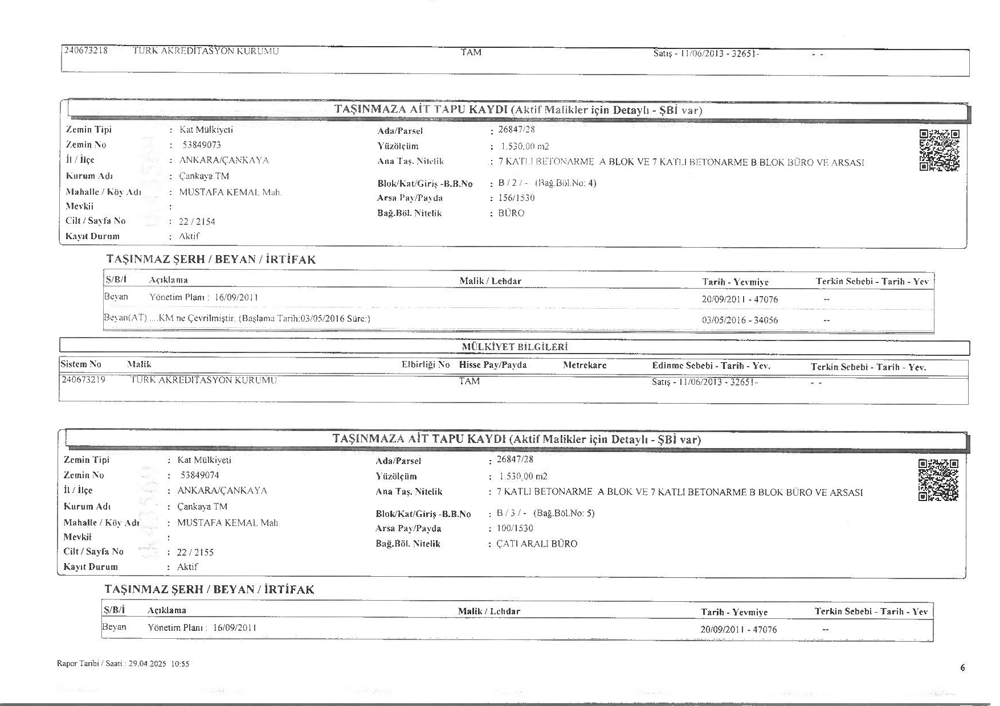 240673218 TÜRK AKREDİTASYON KURUMU TAM Satış - 11/06/2013 - 32651- - -
TAŞINMAZA AİT TAPU KAYDI (Aktif Malikler için Detaylı - ŞBİ var)
Zemin Tipi : Kat Mülkiyeti Ada/Parsel : 26847/28
Zemin No : 53849073 Yüzölçüm : 1.530,00 m2
İl / İlçe : ANKARA/ÇANKAYA Ana Taş. Nitelik : 7 KATLI BETONARME A BLOK VE 7 KATLI BETONARME B BLOK BÜRO VE ARSASI
Kurum Adı : Çankaya TM Blok/Kat/Giriş -B.B.No : B / 2 / - (Bağ.Böl.No: 4)
Mahalle / Köy Adı : MUSTAFA KEMAL Mah. Arsa Pay/Payda : 156/1530
Mevkii : Bağ.Böl. Nitelik : BÜRO
Cilt / Sayfa No : 22 / 2154
Kayıt Durum : Aktif
TAŞINMAZ ŞERH / BEYAN / İRTİFAK
Ş/B/İ Açıklama Malik / Lehdar Tarih - Yevmiye Terkin Sebebi - Tarih - Yev
Beyan Yönetim Planı : 16/09/2011 20/09/2011 - 47076 --
Beyan(AT) ....KM ne Çevrilmiştir. (Başlama Tarih:03/05/2016 Süre:) 03/05/2016 - 34056 --
MÜLKİYET BİLGİLERİ
Sistem No Malik Elbirliği No Hisse Pay/Payda Metrekare Edinme Sebebi - Tarih - Yev. Terkin Sebebi - Tarih - Yev.
240673219 TÜRK AKREDİTASYON KURUMU TAM Satış - 11/06/2013 - 32651- - -
TAŞINMAZA AİT TAPU KAYDI (Aktif Malikler için Detaylı - ŞBİ var)
Zemin Tipi : Kat Mülkiyeti Ada/Parsel : 26847/28
Zemin No : 53849074 Yüzölçüm : 1.530,00 m2
İl / İlçe : ANKARA/ÇANKAYA Ana Taş. Nitelik : 7 KATLI BETONARME A BLOK VE 7 KATLI BETONARME B BLOK BÜRO VE ARSASI
Kurum Adı : Çankaya TM Blok/Kat/Giriş -B.B.No : B / 3 / - (Bağ.Böl.No: 5)
Mahalle / Köy Adı : MUSTAFA KEMAL Mah. Arsa Pay/Payda : 100/1530
Mevkii : Bağ.Böl. Nitelik : ÇATI ARALI BÜRO
Cilt / Sayfa No : 22 / 2155
Kayıt Durum : Aktif
TAŞINMAZ ŞERH / BEYAN / İRTİFAK
Ş/B/İ Açıklama Malik / Lehdar Tarih - Yevmiye Terkin Sebebi - Tarih - Yev
Beyan Yönetim Planı : 16/09/2011 20/09/2011 - 47076 --
Rapor Tarihi / Saati : 29.04.2025 10:55
6